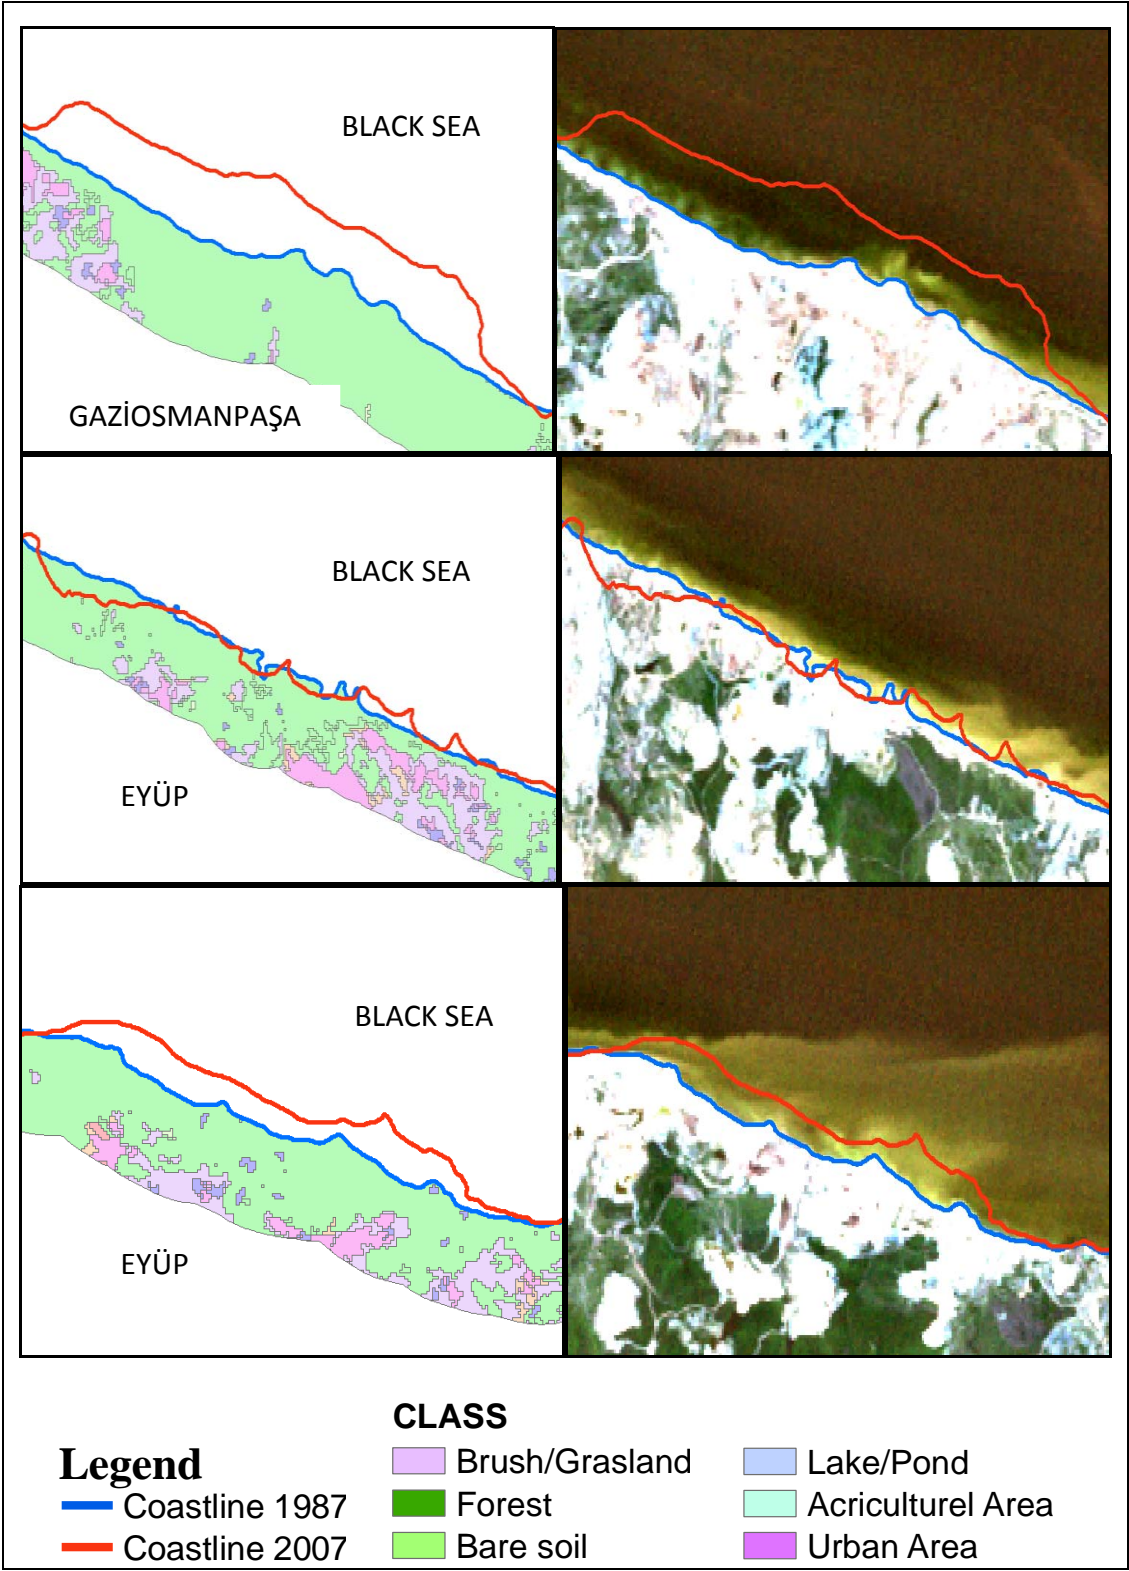 BLACK SEA
GAZİOSMANPAŞA
BLACK SEA
EYÜP
BLACK SEA
EYÜP
Legend
Coastline 1987
Coastline 2007
CLASS
Brush/Grasland
Forest
Bare soil
Lake/Pond
Acriculturel Area
Urban Area